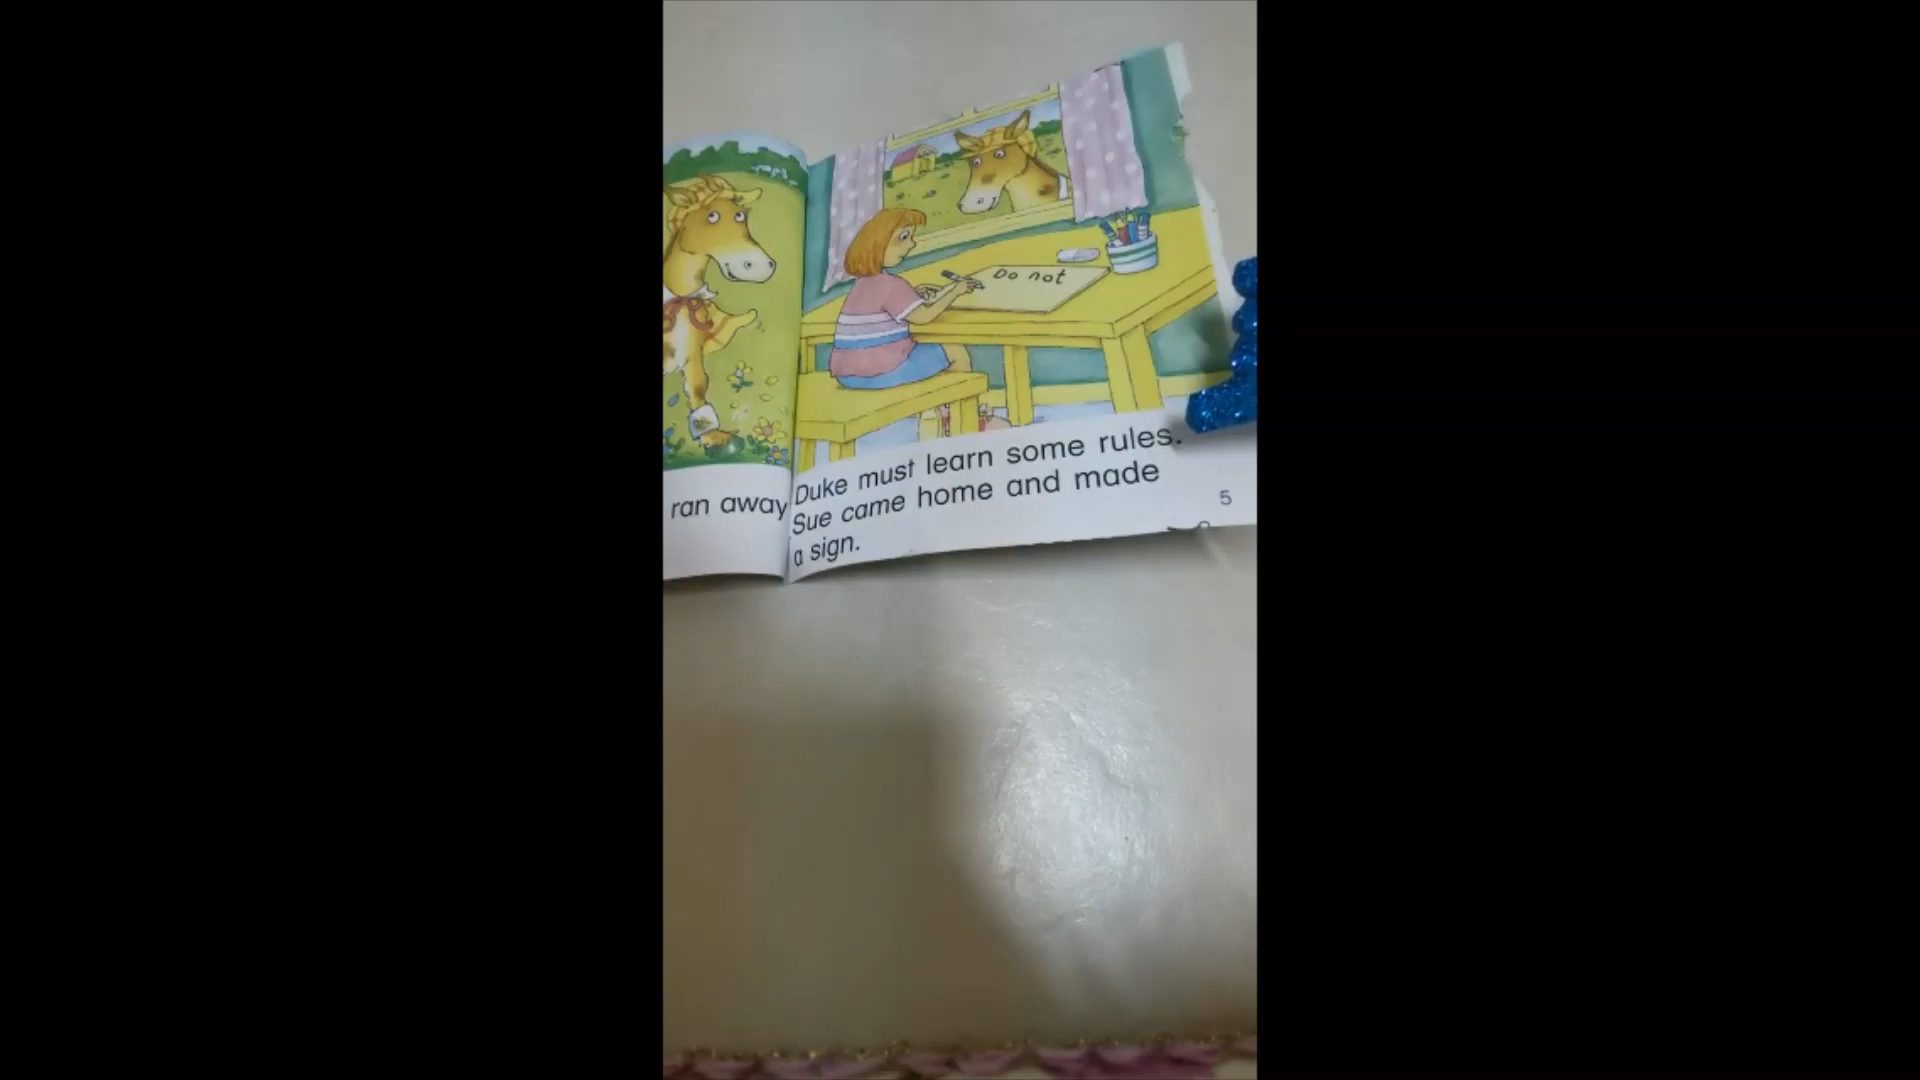 ran away
Do not
Duke must learn some rules.
Sue came home and made
a sign.
5